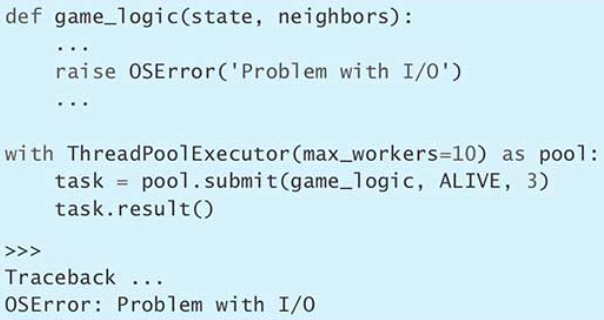 def game_logic(state, neighbors):
    ...
    raise OSError('Problem with I/O')
    ...
with ThreadPoolExecutor(max_workers=10) as pool:
    task = pool.submit(game_logic, ALIVE, 3)
    task.result()
>>>
Traceback ...
OSError: Problem with I/O